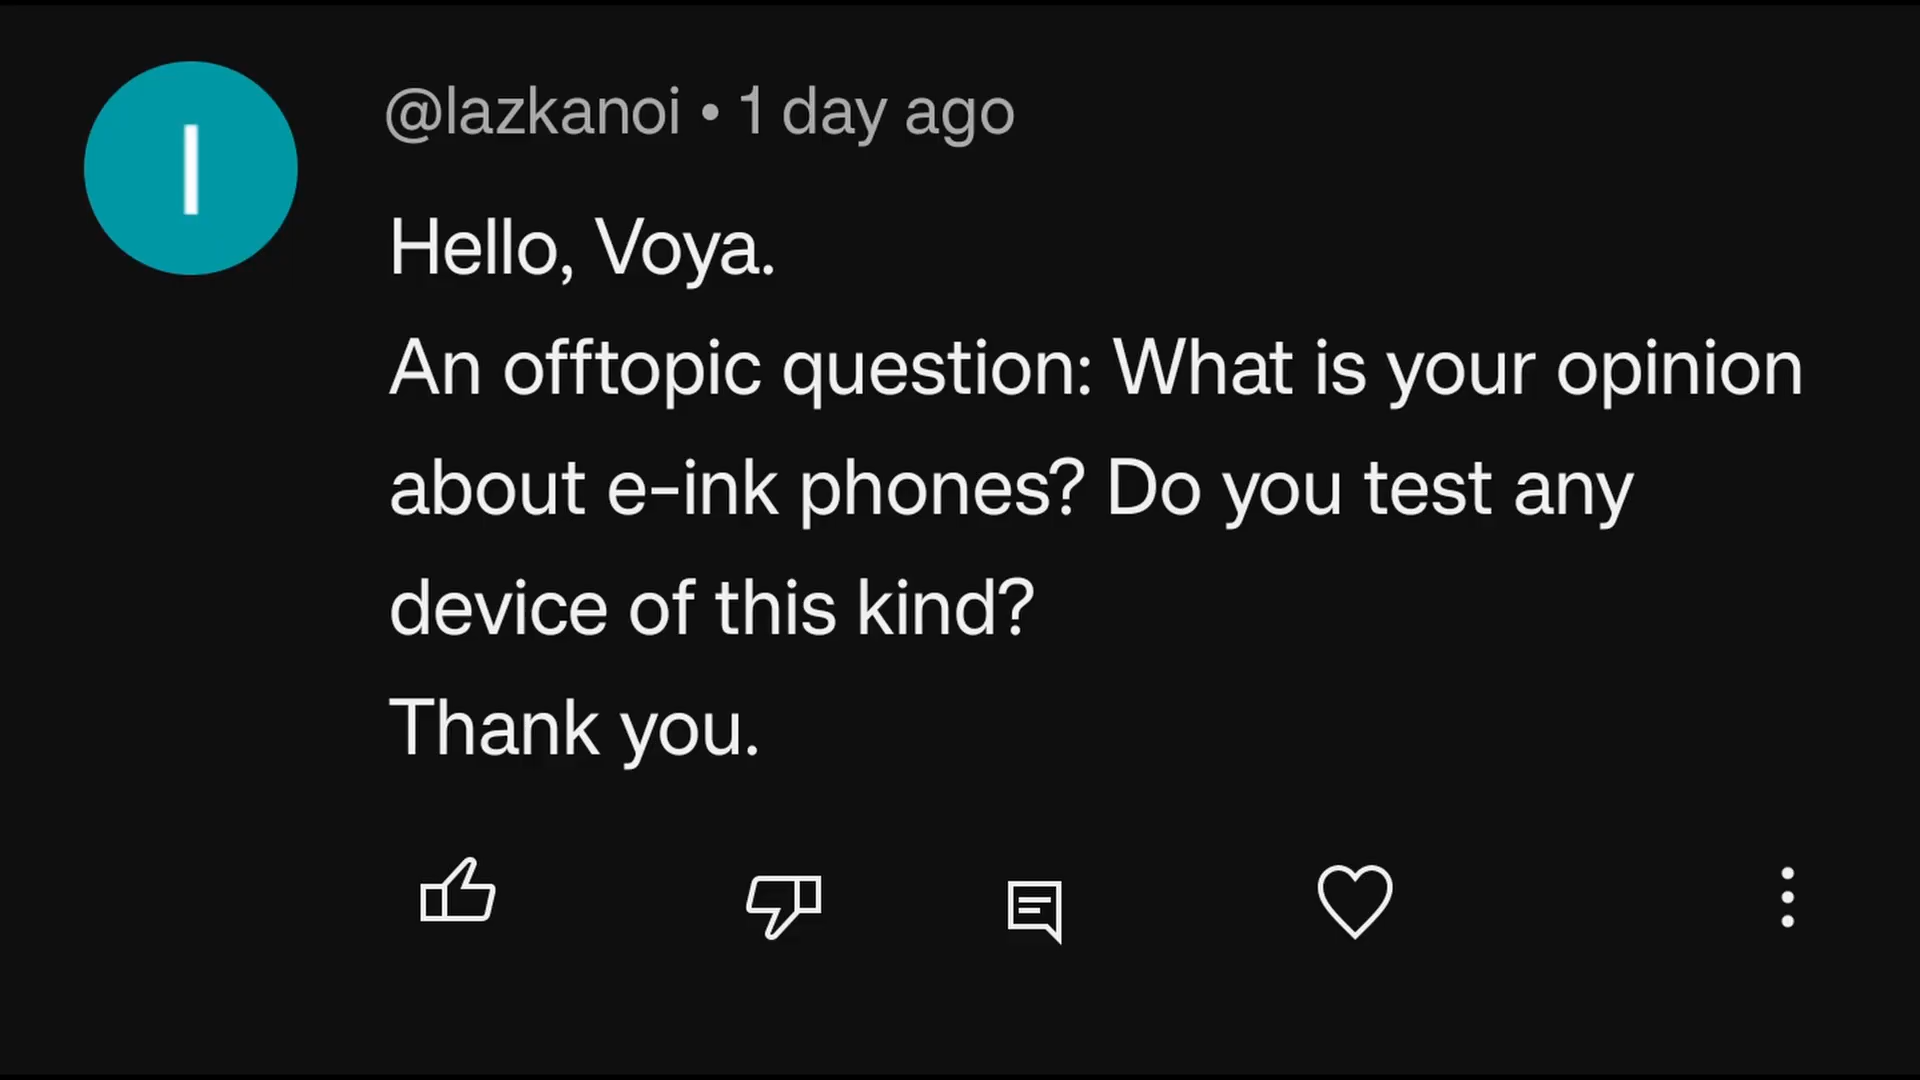 l
@lazkanoi • 1 day ago
Hello, Voya.
An offtopic question: What is your opinion
about e-ink phones? Do you test any
device of this kind?
Thank you.